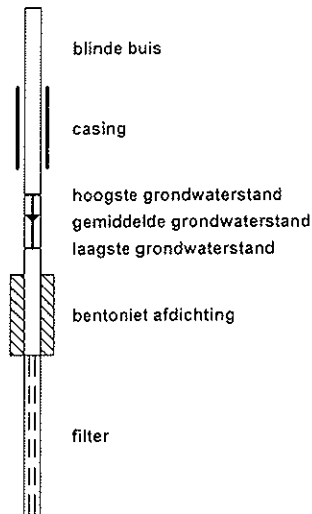 blinde buis
casing
hoogste grondwaterstand
gemiddelde grondwaterstand
laagste grondwaterstand
bentoniet afdichting
filter